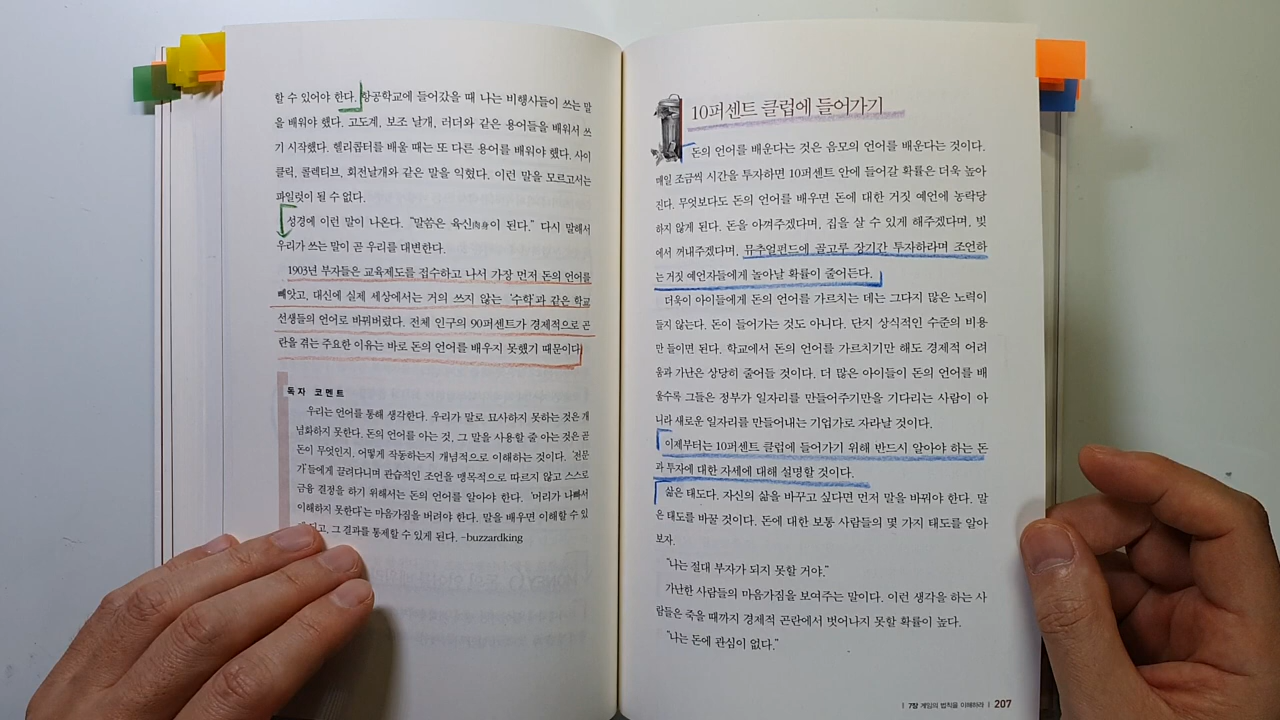 할 수 있어야 한다. 항공학교에 들어갔을 때 나는 비행사들이 쓰는 말
을 배워야 했다. 고도계, 보조 날개, 러더와 같은 용어들을 배워서 쓰
기 시작했다. 헬리콥터를 배울 때는 또 다른 용어를 배워야 했다. 사이
클릭, 콜렉티브, 회전날개와 같은 말을 익혔다. 이런 말을 모르고서는
파일럿이 될 수 없다.
성경에 이런 말이 나온다. “말씀은 육신肉身이 된다.” 다시 말해서
우리가 쓰는 말이 곧 우리를 대변한다.
1903년 부자들은 교육제도를 접수하고 나서 가장 먼저 돈의 언어를
빼앗고, 대신에 실제 세상에서는 거의 쓰지 않는 ‘수학’과 같은 학교
선생들의 언어로 바꿔버렸다. 전체 인구의 90퍼센트가 경제적으로 곤
란을 겪는 주요한 이유는 바로 돈의 언어를 배우지 못했기 때문이다.
독자 코멘트
우리는 언어를 통해 생각한다. 우리가 말로 묘사하지 못하는 것은 개
념화하지 못한다. 돈의 언어를 아는 것, 그 말을 사용할 줄 아는 것은 곧
돈이 무엇인지, 어떻게 작동하는지 개념적으로 이해하는 것이다. ‘전문
가’들에게 끌려다니며 관습적인 조언을 맹목적으로 따르지 않고 스스로
금융 결정을 하기 위해서는 돈의 언어를 알아야 한다. ‘머리가 나빠서
이해하지 못한다’는 마음가짐을 버려야 한다. 말을 배우면 이해할 수 있
고, 그 결과를 통제할 수 있게 된다. –buzzardking
10퍼센트 클럽에 들어가기
돈의 언어를 배운다는 것은 음모의 언어를 배운다는 것이다.
매일 조금씩 시간을 투자하면 10퍼센트 안에 들어갈 확률은 더욱 높아
진다. 무엇보다도 돈의 언어를 배우면 돈에 대한 거짓 예언에 농락당
하지 않게 된다. 돈을 아껴주겠다며, 집을 살 수 있게 해주겠다며, 빚
에서 꺼내주겠다며, 뮤추얼펀드에 골고루 장기간 투자하라며 조언하
는 거짓 예언자들에게 놀아날 확률이 줄어든다.
더욱이 아이들에게 돈의 언어를 가르치는 데는 그다지 많은 노력이
들지 않는다. 돈이 들어가는 것도 아니다. 단지 상식적인 수준의 비용
만 들이면 된다. 학교에서 돈의 언어를 가르치기만 해도 경제적 어려
움과 가난은 상당히 줄어들 것이다. 더 많은 아이들이 돈의 언어를 배
울수록 그들은 정부가 일자리를 만들어주기만을 기다리는 사람이 아
니라 새로운 일자리를 만들어내는 기업가로 자라날 것이다.
이제부터는 10퍼센트 클럽에 들어가기 위해 반드시 알아야 하는 돈
과 투자에 대한 자세에 대해 설명할 것이다.
삶은 태도다. 자신의 삶을 바꾸고 싶다면 먼저 말을 바꿔야 한다. 말
은 태도를 바꿀 것이다. 돈에 대한 보통 사람들의 몇 가지 태도를 알아
보자.
“나는 절대 부자가 되지 못할 거야.”
가난한 사람들의 마음가짐을 보여주는 말이다. 이런 생각을 하는 사
람들은 죽을 때까지 경제적 곤란에서 벗어나지 못할 확률이 높다.
“나는 돈에 관심이 없다.”
| 7장 게임의 법칙을 이해하라 | 207